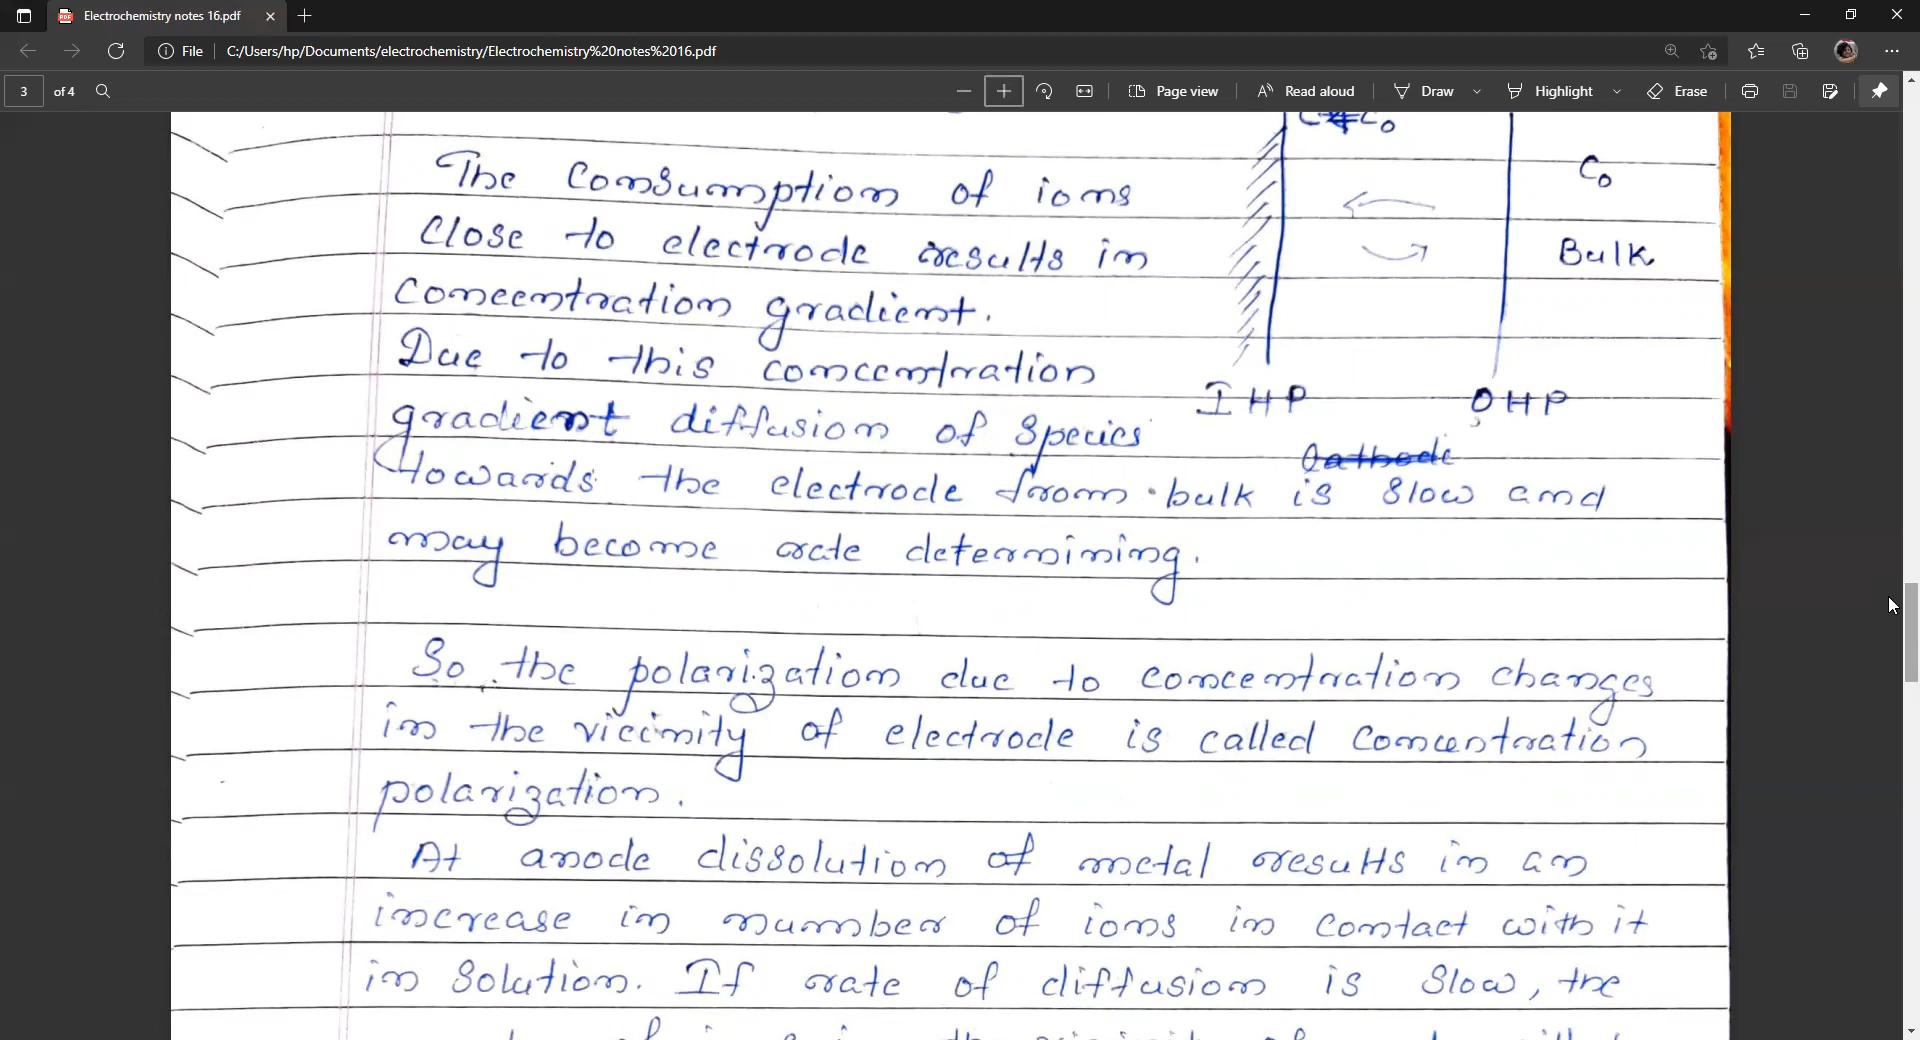 Electrochemistry notes 16.pdf
File
C:/Users/hp/Documents/electrochemistry/Electrochemistry%20notes%2016.pdf
3 of 4
Page view
Read aloud
Draw
Highlight
Erase
Co
The Consumption of ions
Co
Close to electrode results in
Bulk
Concentration gradient.
Due to this concentration
IHP
OHP
gradient diffusion of species
Cathode
towards the electrode from bulk is slow and
may become rate determining.
So the polarization due to concentration changes
in the vicinity of electrode is called concentration
polarization.
At anode dissolution of metal results in an
increase in number of ions in contact with it
in solution. If rate of diffusion is slow, the